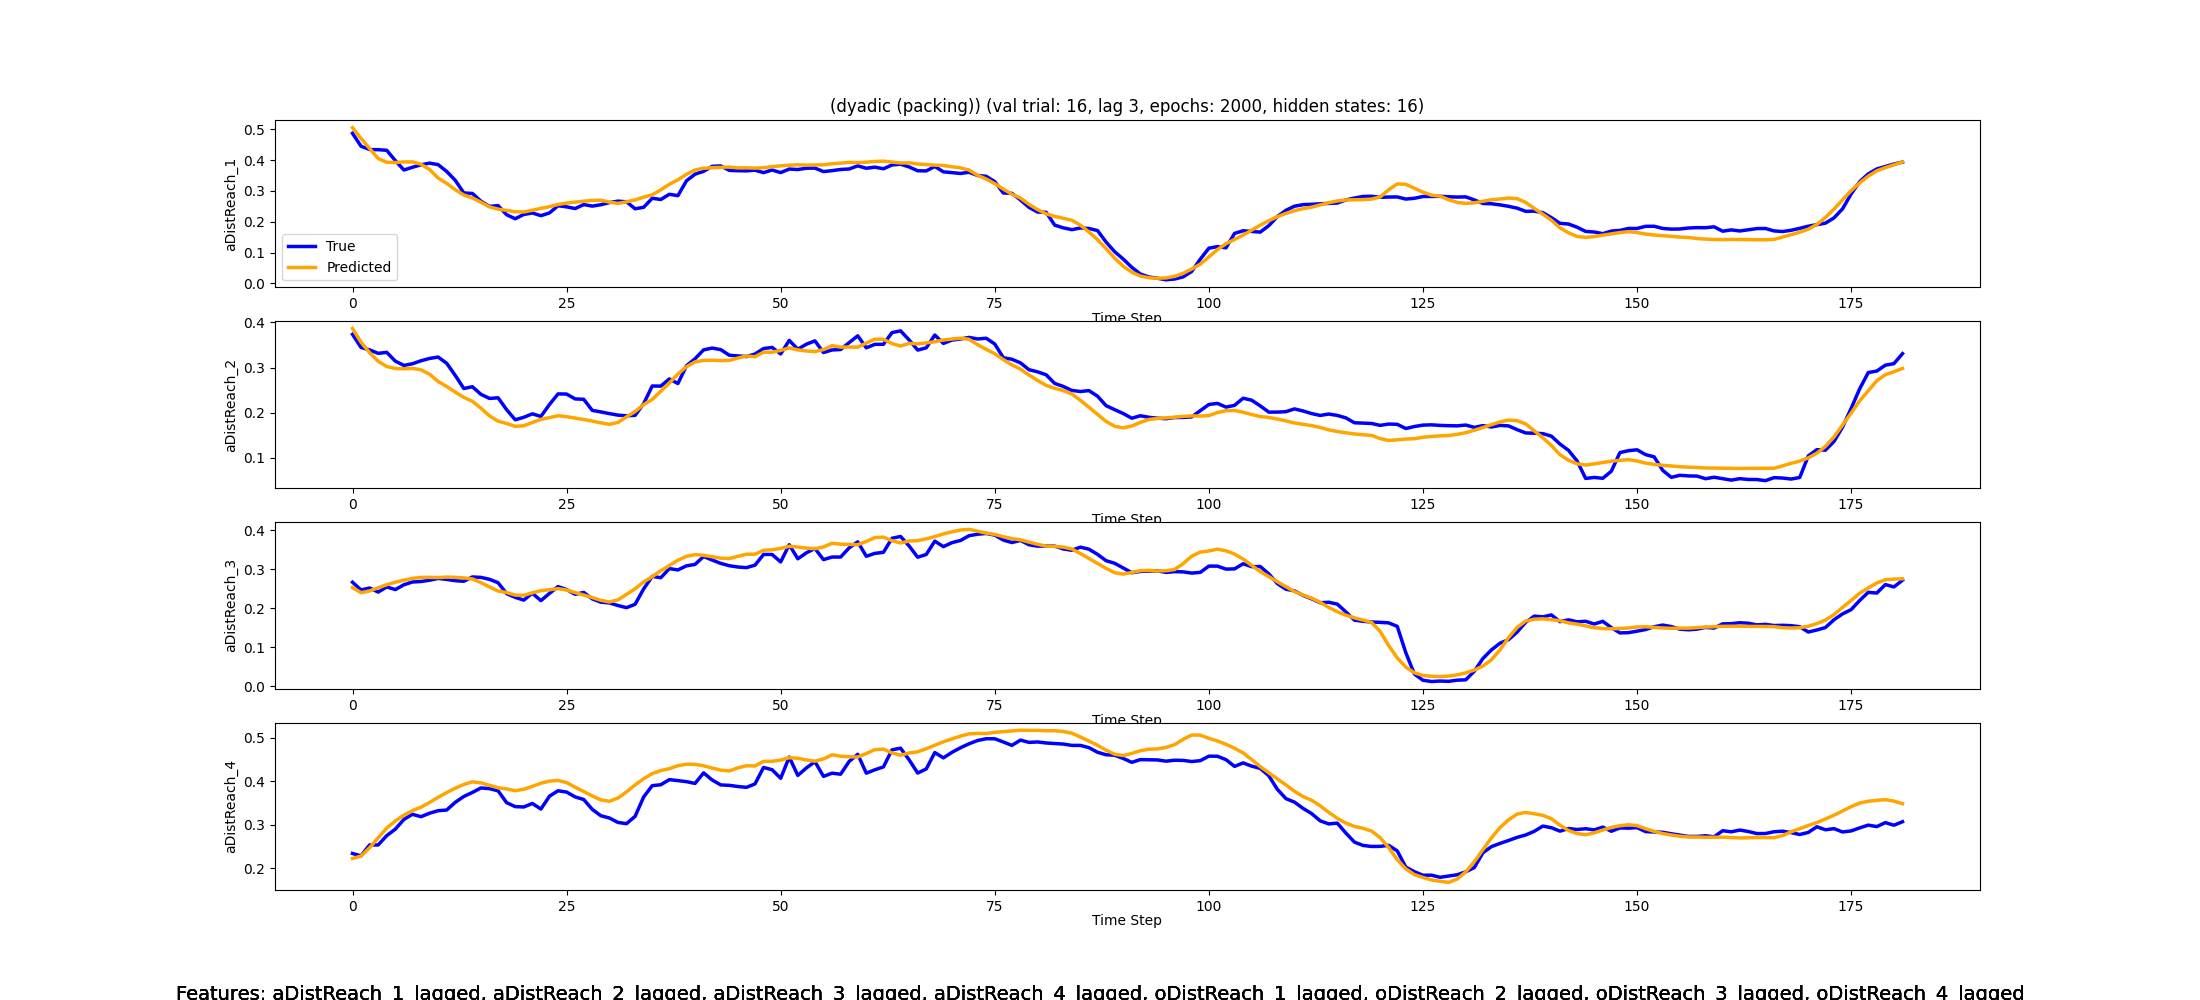 (dyadic (packing)) (val trial: 16, lag 3, epochs: 2000, hidden states: 16)
aDistReach_1
0.5
0.4
0.3
0.2
0.1
0.0
True
Predicted
0 25 50 75 100 125 150 175
Time Step
aDistReach_2
0.4
0.3
0.2
0.1
0 25 50 75 100 125 150 175
Time Step
aDistReach_3
0.4
0.3
0.2
0.1
0.0
0 25 50 75 100 125 150 175
Time Step
aDistReach_4
0.5
0.4
0.3
0.2
0 25 50 75 100 125 150 175
Time Step
Features: aDistReach_1_lagged, aDistReach_2_lagged, aDistReach_3_lagged, aDistReach_4_lagged, oDistReach_1_lagged, oDistReach_2_lagged, oDistReach_3_lagged, oDistReach_4_lagged